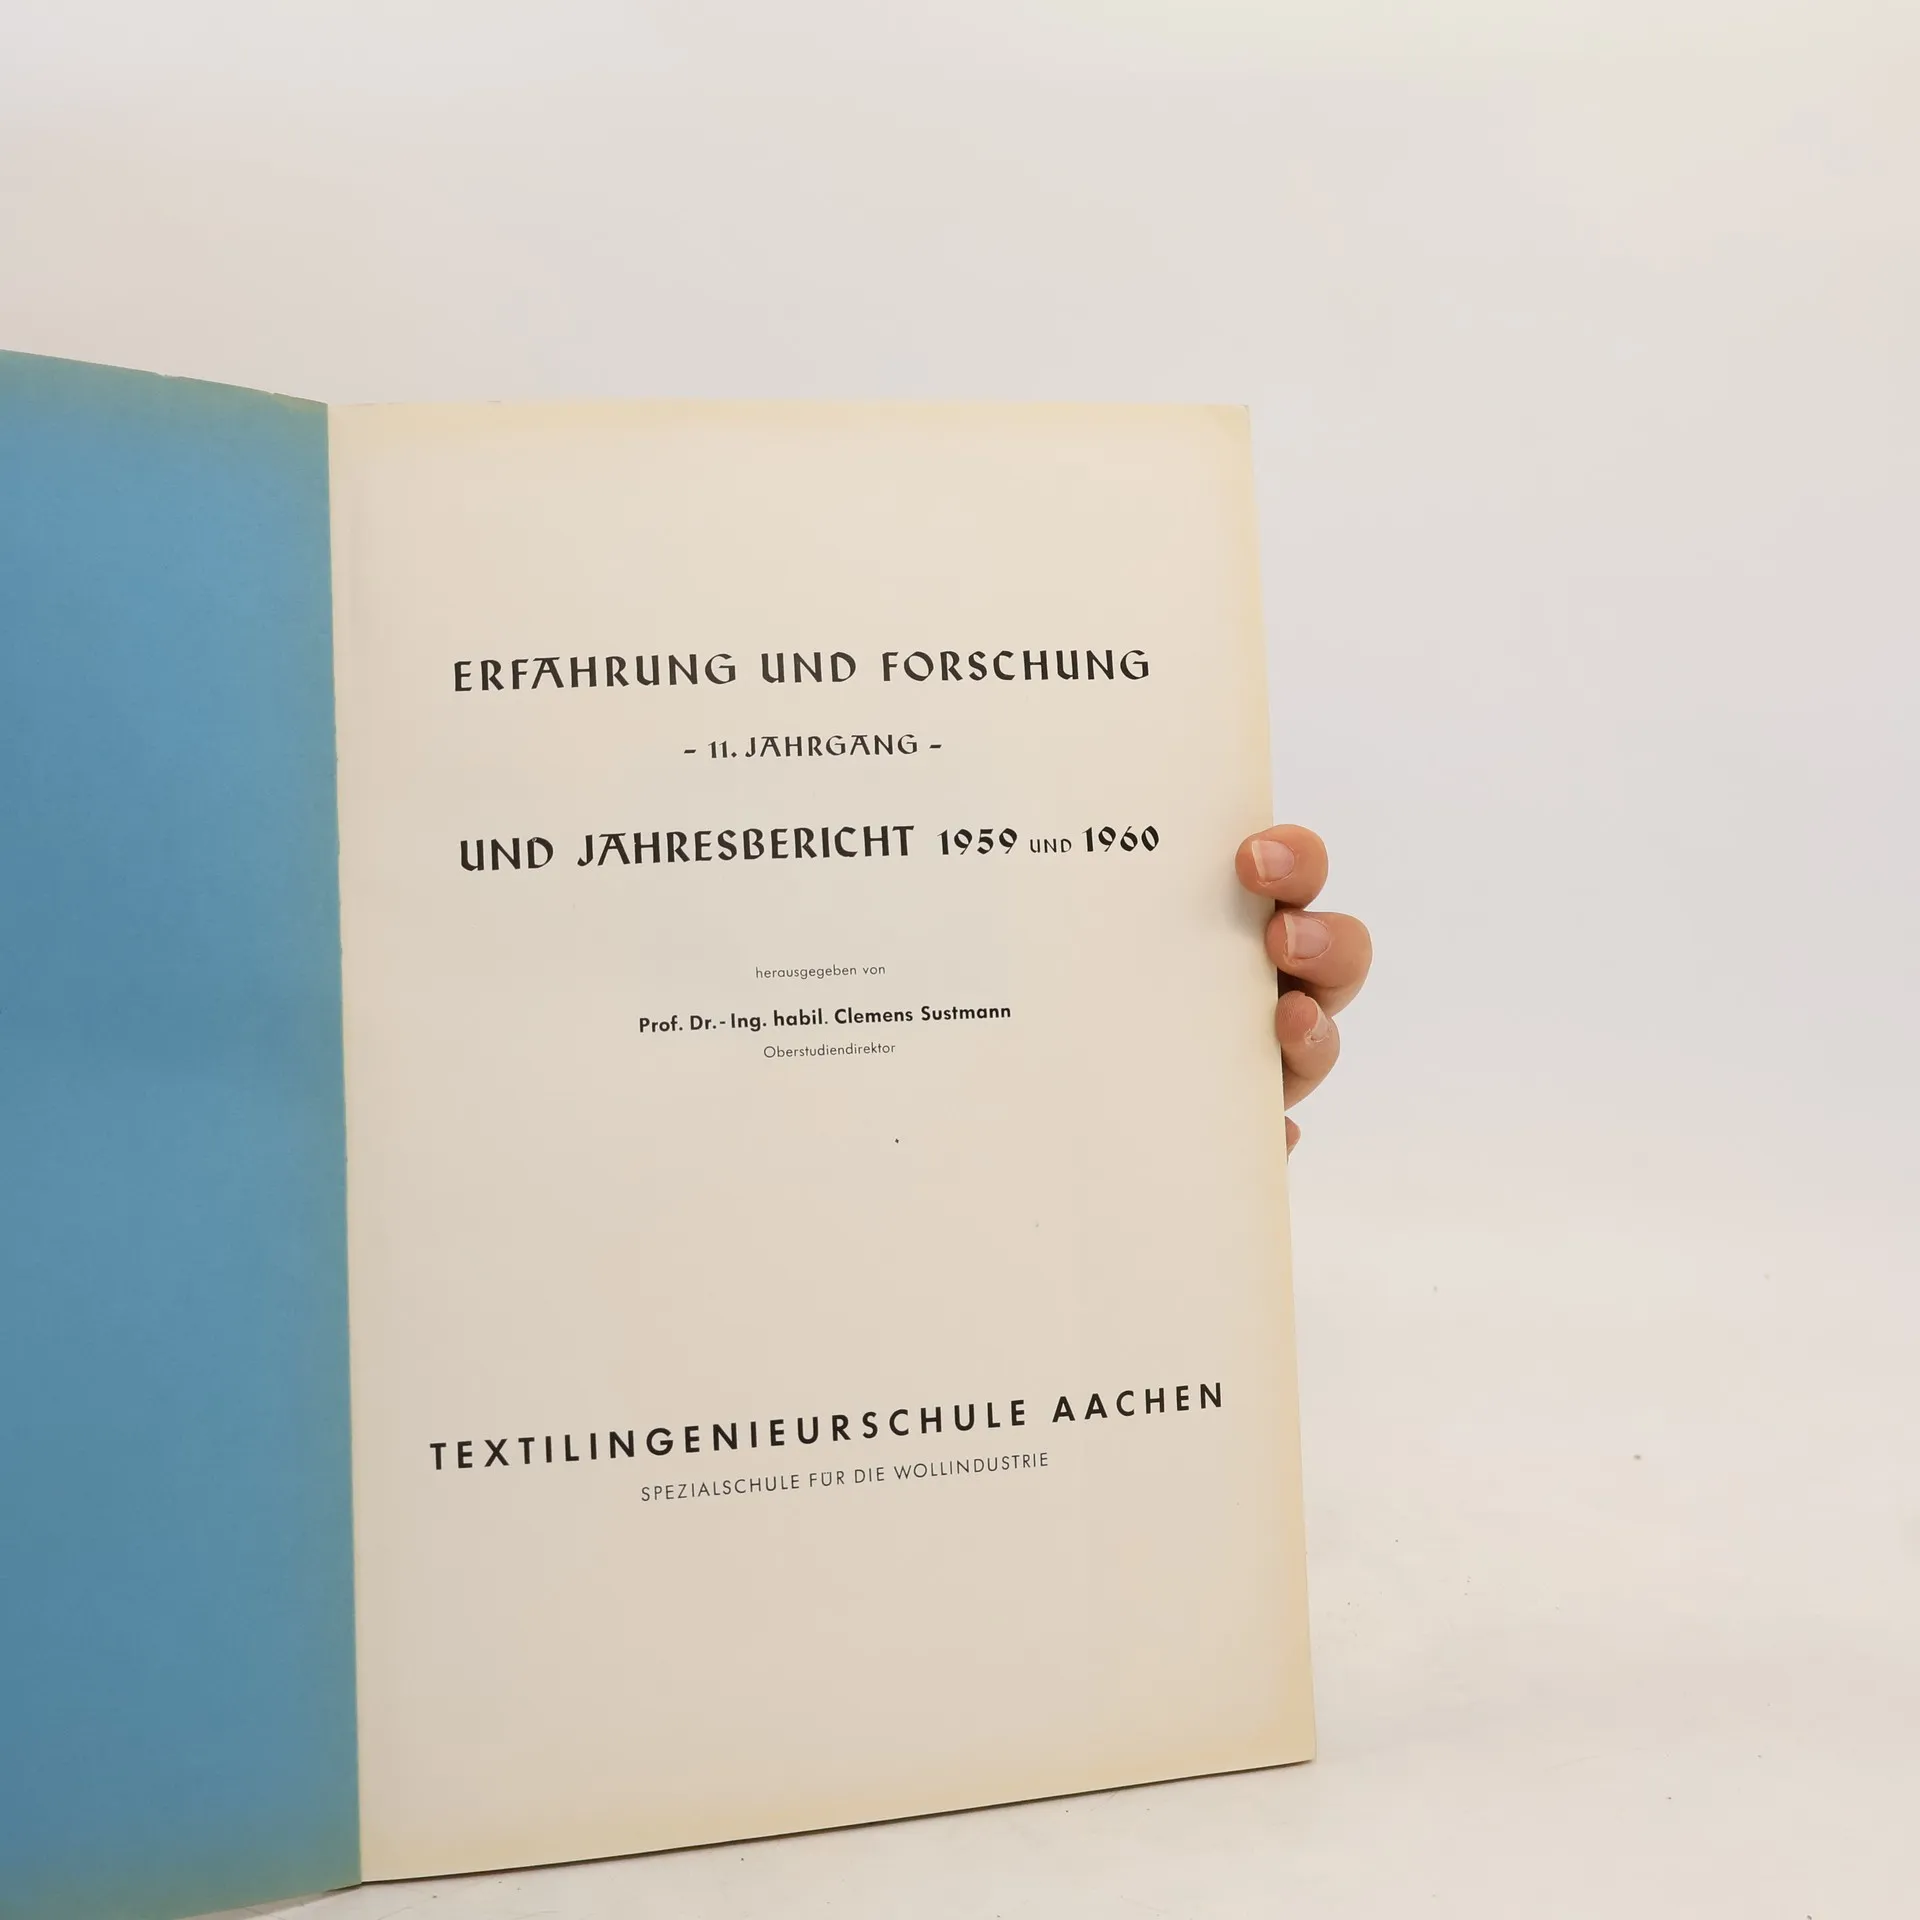 ERFAHRUNG UND FORSCHUNG
- 11. JAHRGANG -
UND JAHRESBERICHT 1959 UND 1960
herausgegeben von
Prof. Dr.-Ing. habil. Clemens Sustmann
Oberstudiendirektor
TEXTILINGENIEURSCHULE AACHEN
SPEZIALSCHULE FÜR DIE WOLLINDUSTRIE